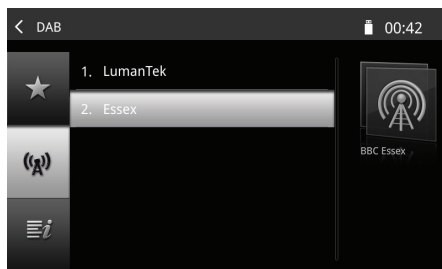 DAB
00:42
1. LumanTek
2. Essex
BBC Essex